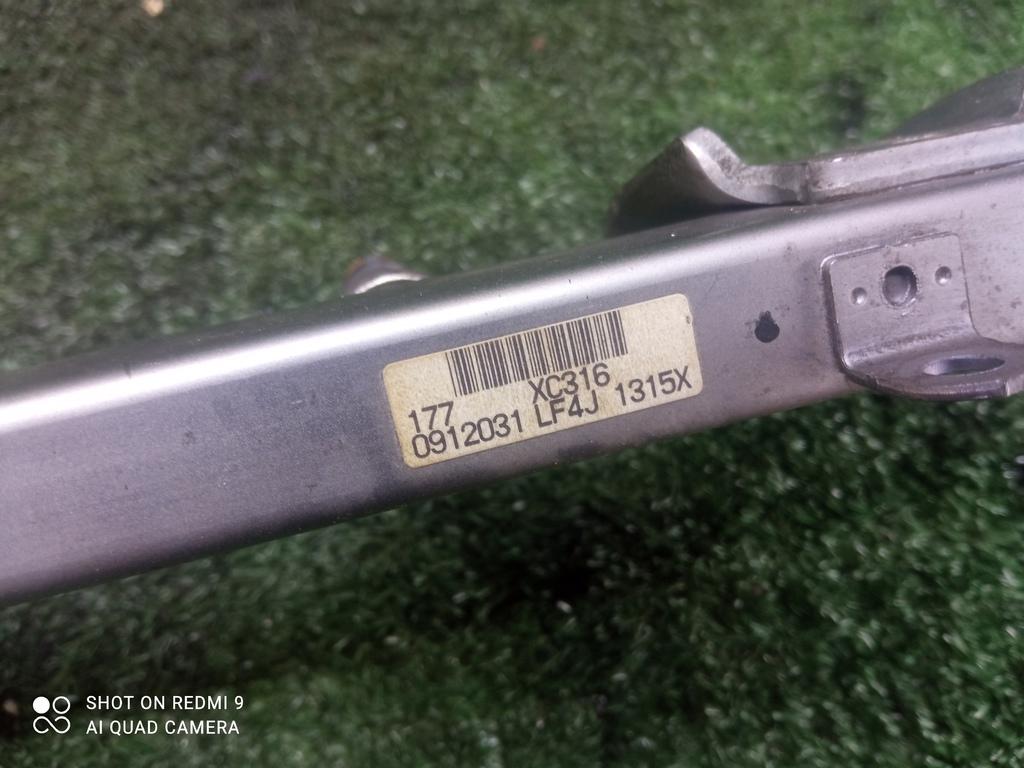 177 XC316
0912031 LF4J 1315X
SHOT ON REDMI 9
AI QUAD CAMERA